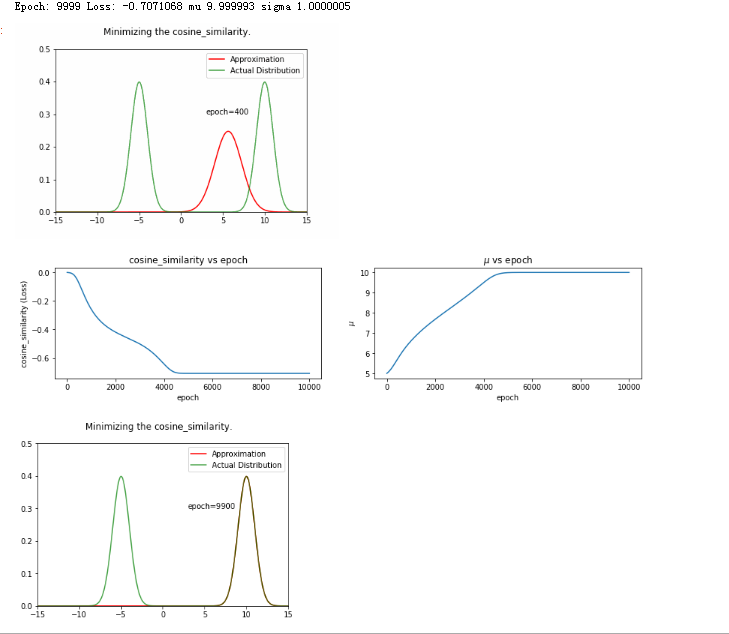 Epoch: 9999 Loss: -0.7071068 mu 9.999993 sigma 1.0000005
:
Minimizing the cosine_similarity.
0.5
0.4
0.3
0.2
0.1
0.0
Approximation
Actual Distribution
epoch=400
-15 -10 -5 0 5 10 15
cosine_similarity vs epoch
cosine_similarity (Loss)
0.0
−0.2
−0.4
−0.6
0 2000 4000 6000 8000 10000
epoch
μ vs epoch
μ
10
9
8
7
6
5
0 2000 4000 6000 8000 10000
epoch
Minimizing the cosine_similarity.
0.5
0.4
0.3
0.2
0.1
0.0
Approximation
Actual Distribution
epoch=9900
−15 −10 −5 0 5 10 15